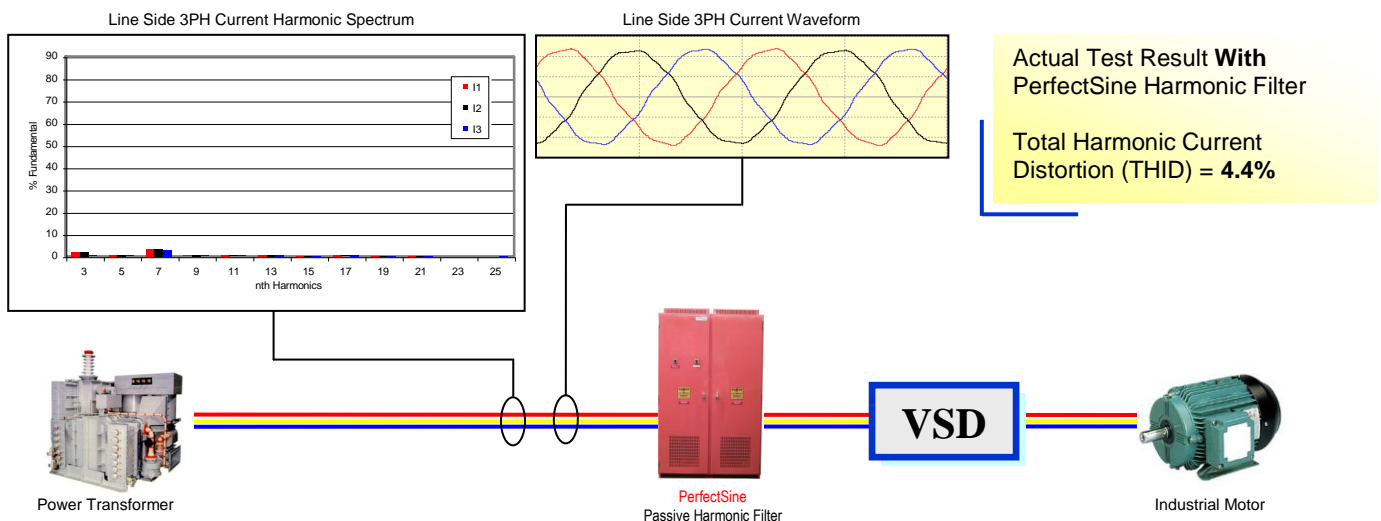 Line Side 3PH Current Harmonic Spectrum
Line Side 3PH Current Waveform
90
80
70
60
50
40
30
20
10
0
% Fundamental
I1
I2
I3
3 5 7 9 11 13 15 17 19 21 23 25
nth Harmonics
Actual Test Result With
PerfectSine Harmonic Filter
Total Harmonic Current
Distortion (THID) = 4.4%
VSD
Power Transformer
PerfectSine
Passive Harmonic Filter
Industrial Motor